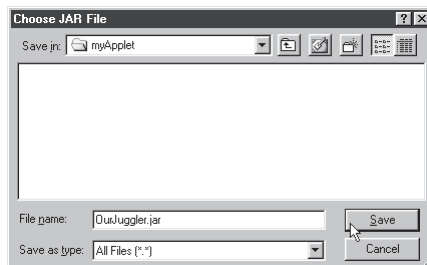 Choose JAR File
Save in: myApplet
File name: OurJuggler.jar
Save
Save as type: All Files (*.*)
Cancel